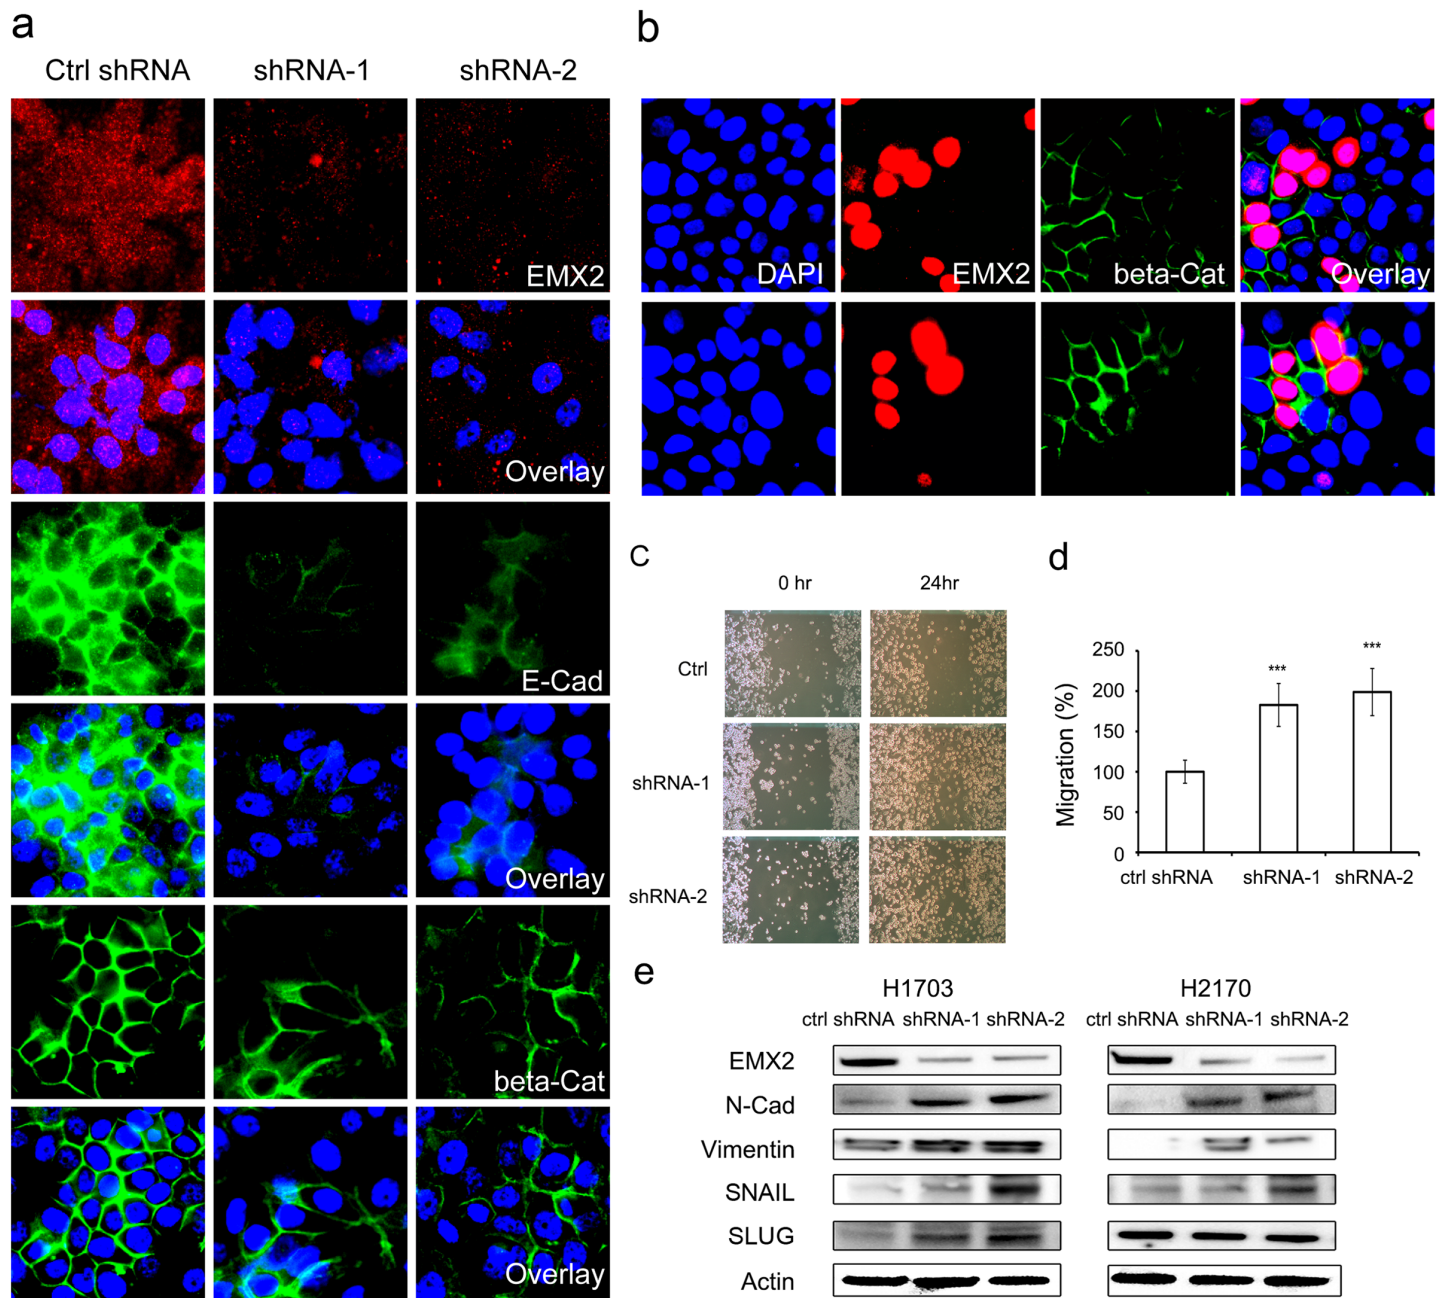 a
Ctrl shRNA shRNA-1 shRNA-2
EMX2
Overlay
E-Cad
Overlay
beta-Cat
Overlay
b
DAPI EMX2 beta-Cat Overlay
c
0 hr 24hr
Ctrl
shRNA-1
shRNA-2
d
Migration (%)
250
200
150
100
50
0
*** ***
ctrl shRNA shRNA-1 shRNA-2
e
H1703 H2170
ctrl shRNA shRNA-1 shRNA-2 ctrl shRNA shRNA-1 shRNA-2
EMX2
N-Cad
Vimentin
SNAIL
SLUG
Actin